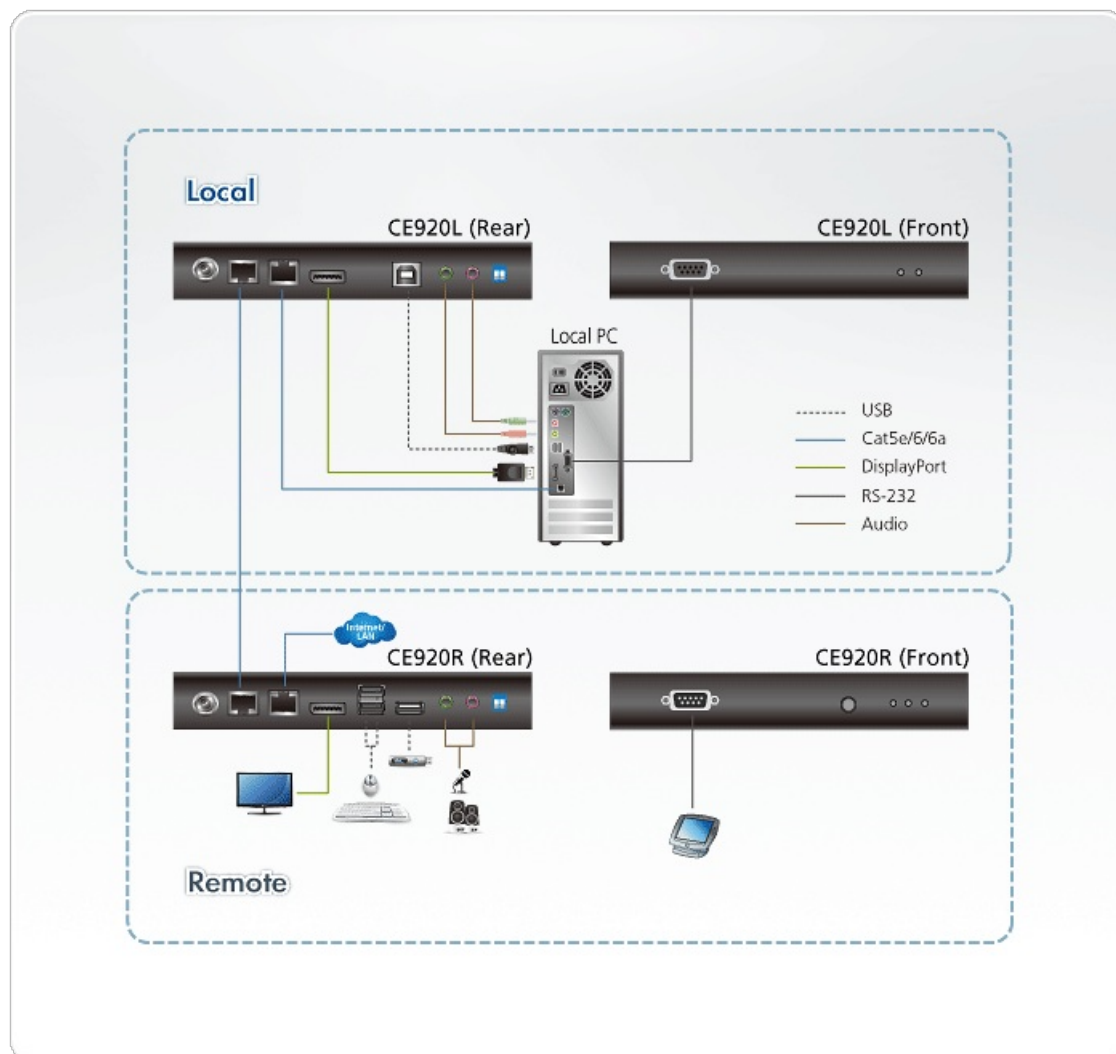 Local
CE920L (Rear)
CE920L (Front)
Local PC
USB
Cat5e/6/6a
DisplayPort
RS-232
Audio
Internet/
LAN
CE920R (Rear)
CE920R (Front)
Remote